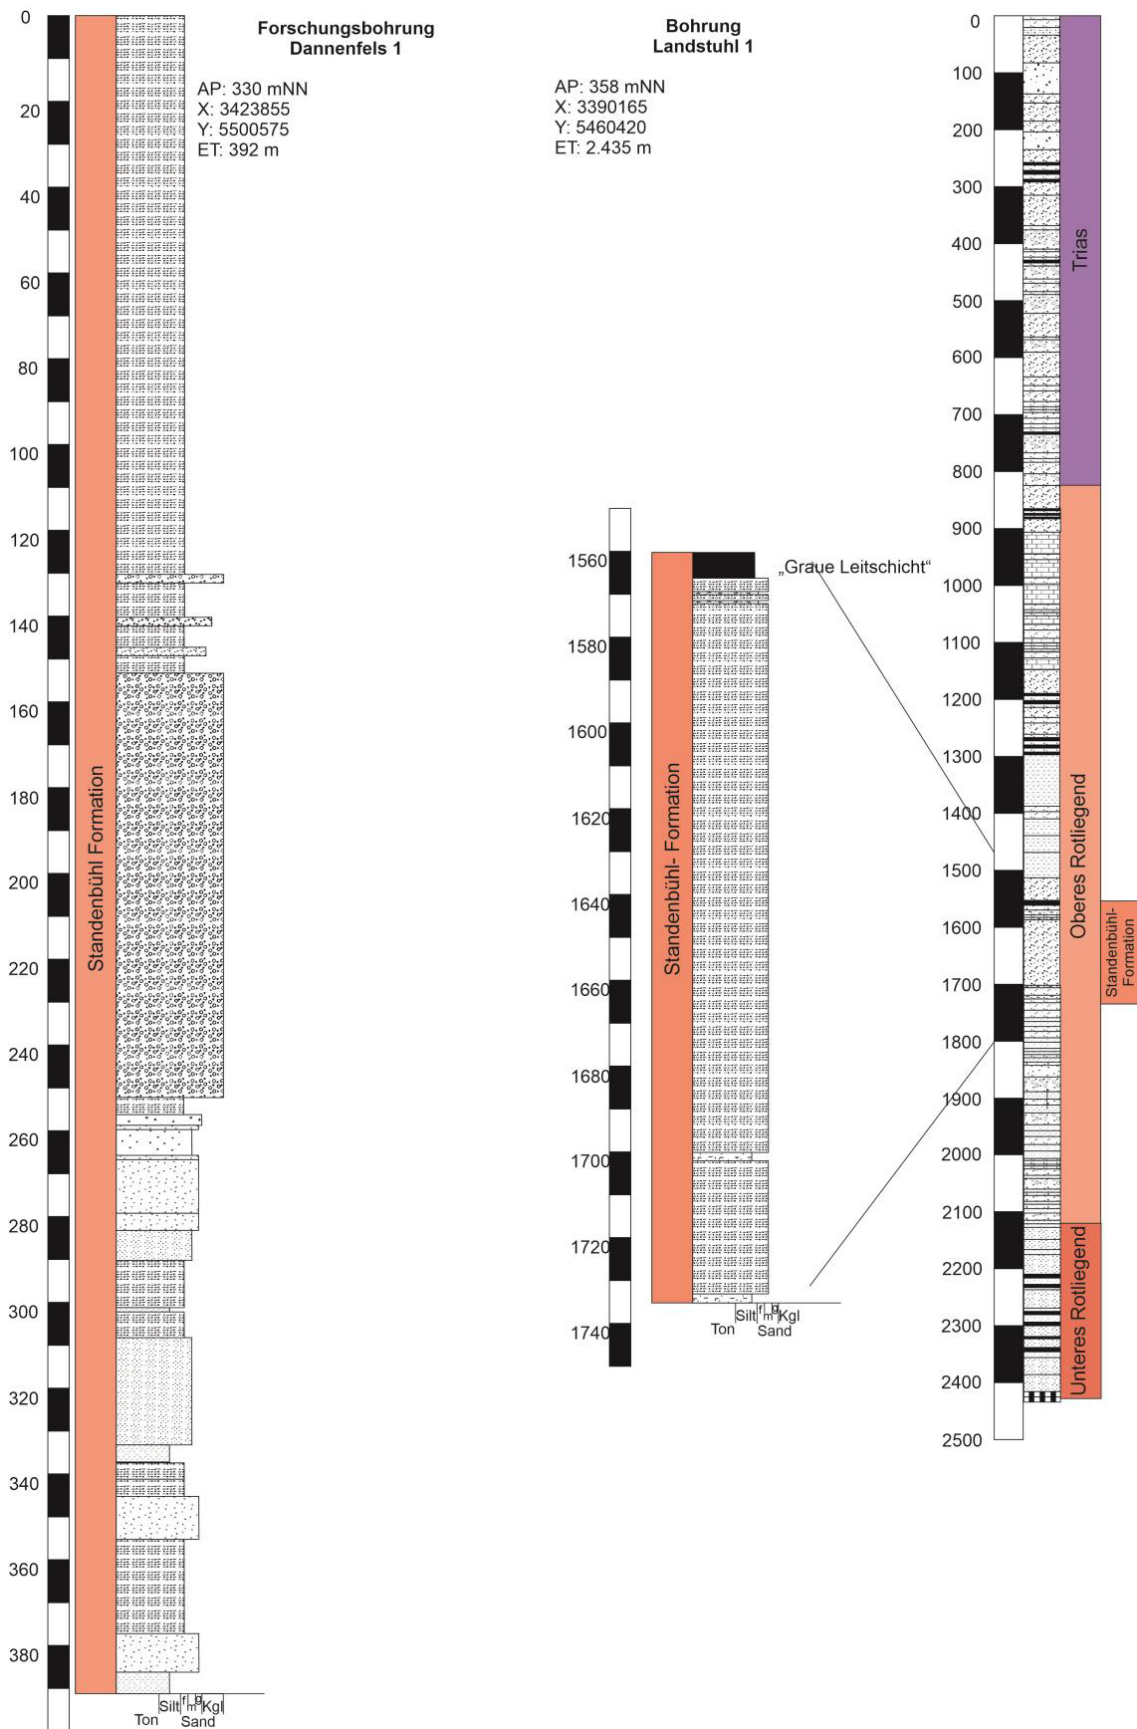 Forschungsbohrung
Dannenfels 1
AP: 330 mNN
X: 3423855
Y: 5500575
ET: 392 m
0
20
40
60
80
100
120
140
160
180
200
220
240
260
280
300
320
340
360
380
Standenbühl Formation
Ton
Silt
f
m
g
Sand
Kgl
Bohrung
Landstuhl 1
AP: 358 mNN
X: 3390165
Y: 5460420
ET: 2.435 m
1560
1580
1600
1620
1640
1660
1680
1700
1720
1740
Standenbühl- Formation
„Graue Leitschicht“
Ton
Silt
f
m
g
Sand
Kgl
0
100
200
300
400
500
600
700
800
900
1000
1100
1200
1300
1400
1500
1600
1700
1800
1900
2000
2100
2200
2300
2400
2500
Trias
Oberes Rotliegend
Unteres Rotliegend
Standenbühl-
Formation